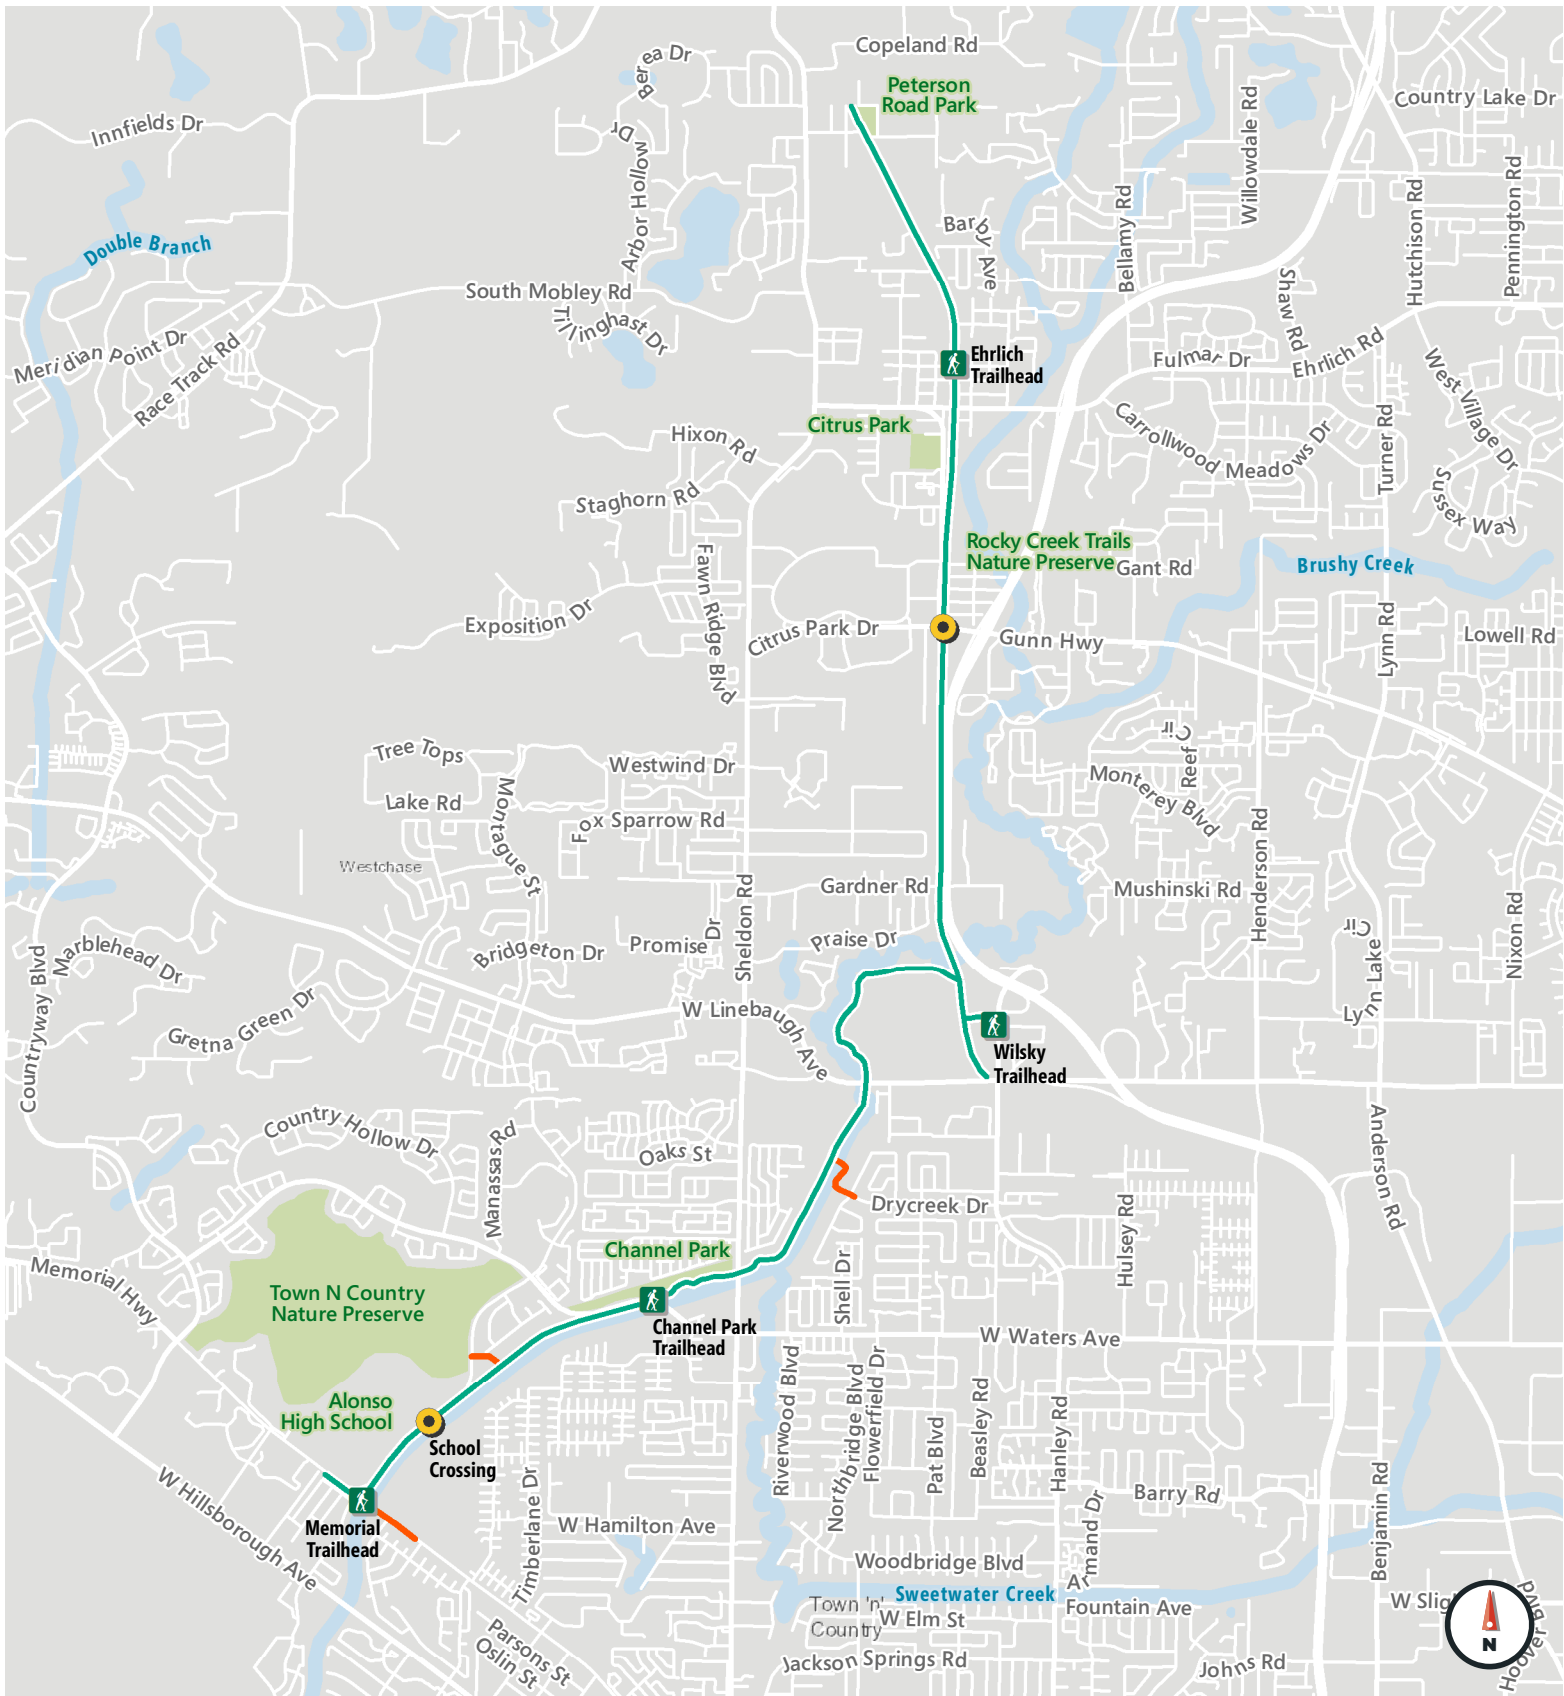 Copeland Rd
Berea Dr
Peterson
Road Park
Country Lake Dr
Innfields Dr
Arbor Hollow Dr
Willowdale Rd
Hutchison Rd
Pennington Rd
Bellamy Rd
Barby Ave
Double Branch
South Mobley Rd
Tillinghast Dr
Shaw Rd
Meridian Point Dr
Race Track Rd
Ehrlich
Trailhead
Fulmar Dr
Ehrlich Rd
West Village Dr
Citrus Park
Hixon Rd
Carrollwood Meadows Dr
Turner Rd
Staghorn Rd
Sussex Way
Rocky Creek Trails
Nature Preserve
Gant Rd
Brushy Creek
Fawn Ridge Blvd
Exposition Dr
Citrus Park Dr
Gunn Hwy
Lynn Rd
Lowell Rd
Tree Tops
Westwind Dr
Reef Cir
Lake Rd
Montague St
Monterey Blvd
Fox Sparrow Rd
Westchase
Henderson Rd
Gardner Rd
Mushinski Rd
Sheldon Rd
Nixon Rd
Marblehead Dr
Bridgeton Dr
Promise Dr
Praise Dr
Lynn Lake Cir
Countryway Blvd
Gretna Green Dr
W Linebaugh Ave
Wilsky
Trailhead
Country Hollow Dr
Manassas Rd
Oaks St
Anderson Rd
Drycreek Dr
Hulsey Rd
Channel Park
Memorial Hwy
Town N Country
Nature Preserve
Shell Dr
Channel Park
Trailhead
W Waters Ave
Riverwood Blvd
Northbridge Blvd
Flowerfield Dr
Alonso
High School
Beasley Rd
Pat Blvd
Hanley Rd
School
Crossing
W Hillsborough Ave
Timberlane Dr
Barry Rd
Benjamin Rd
Memorial
Trailhead
W Hamilton Ave
Armand Dr
Woodbridge Blvd
Sweetwater Creek
Town 'n'
Country
W Elm St
Fountain Ave
W Slig
Hoover Blvd
N
Parsons St
Oslin St
Jackson Springs Rd
Johns Rd